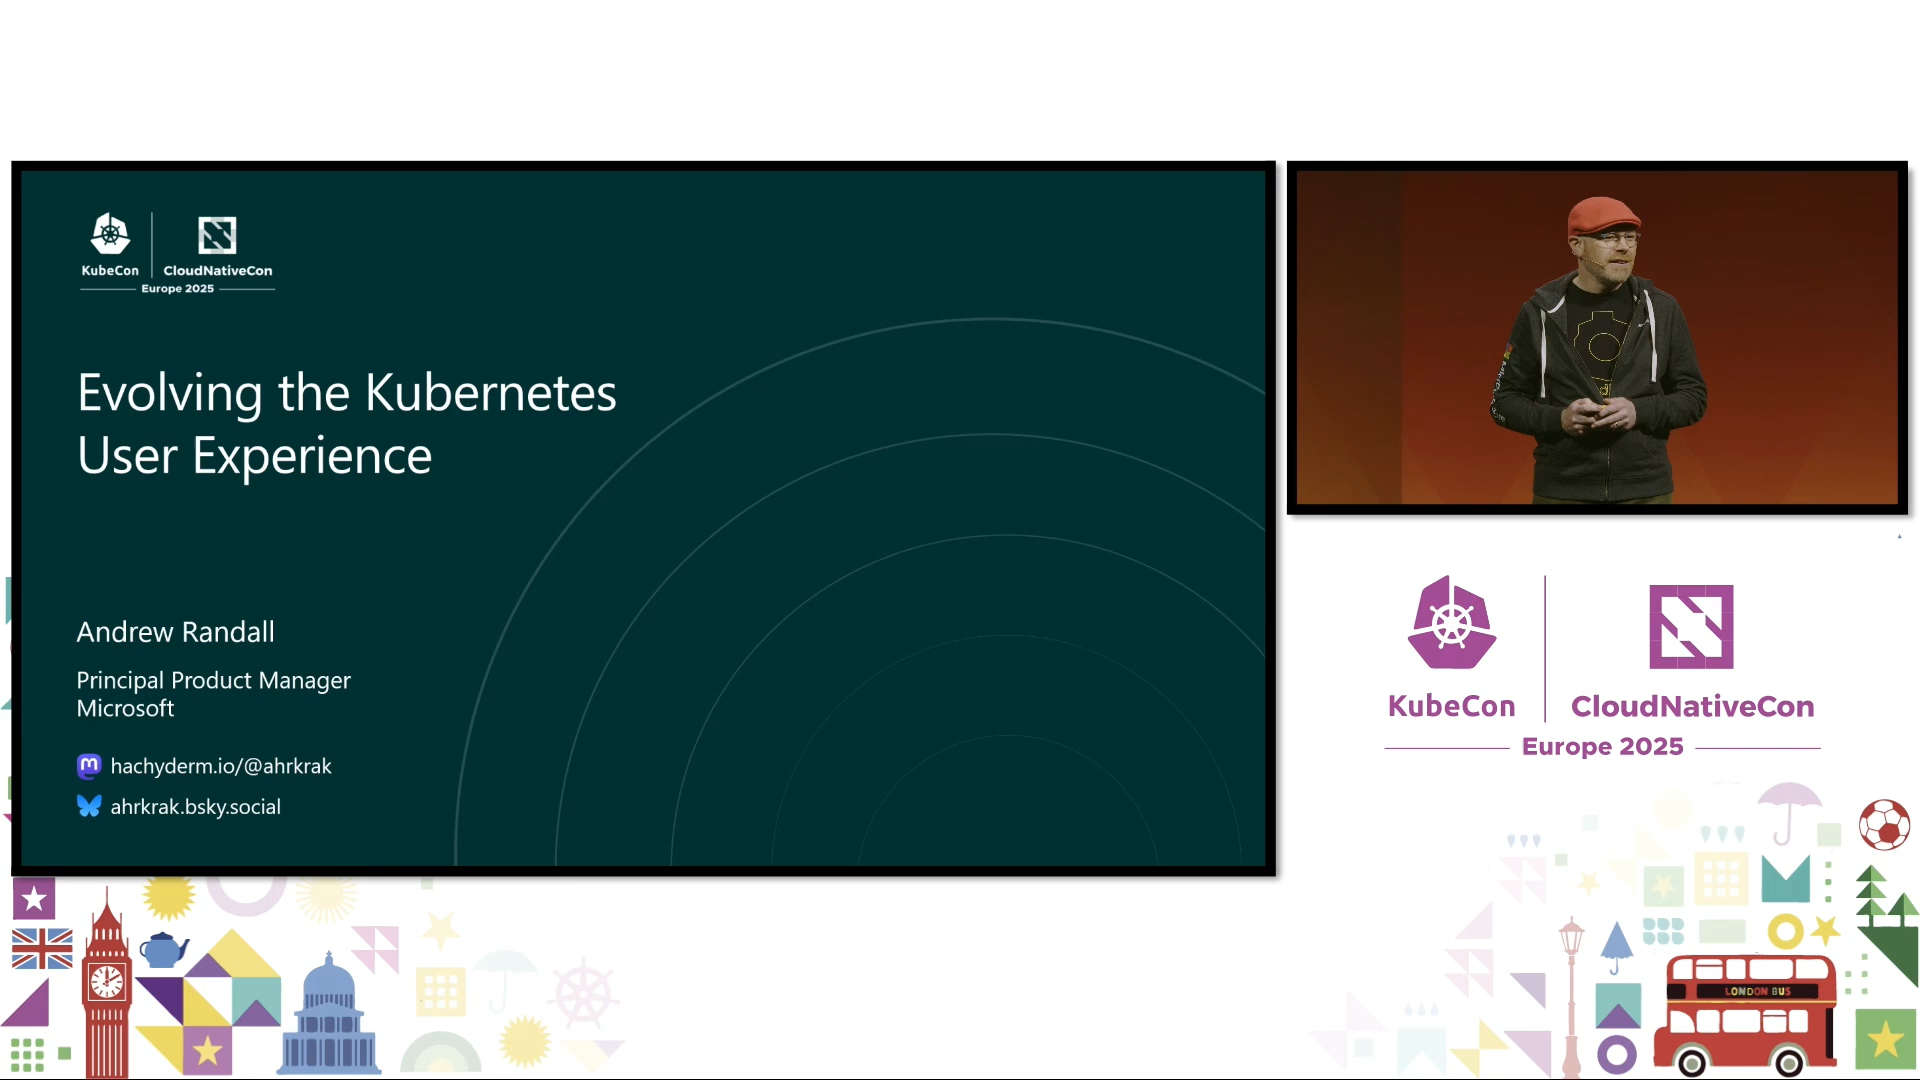 KubeCon
CloudNativeCon
Europe 2025
Evolving the Kubernetes
User Experience
Andrew Randall
Principal Product Manager
Microsoft
hachyderm.io/@ahrkrak
ahrkrak.bsky.social
KubeCon
CloudNativeCon
Europe 2025
LONDON BUS